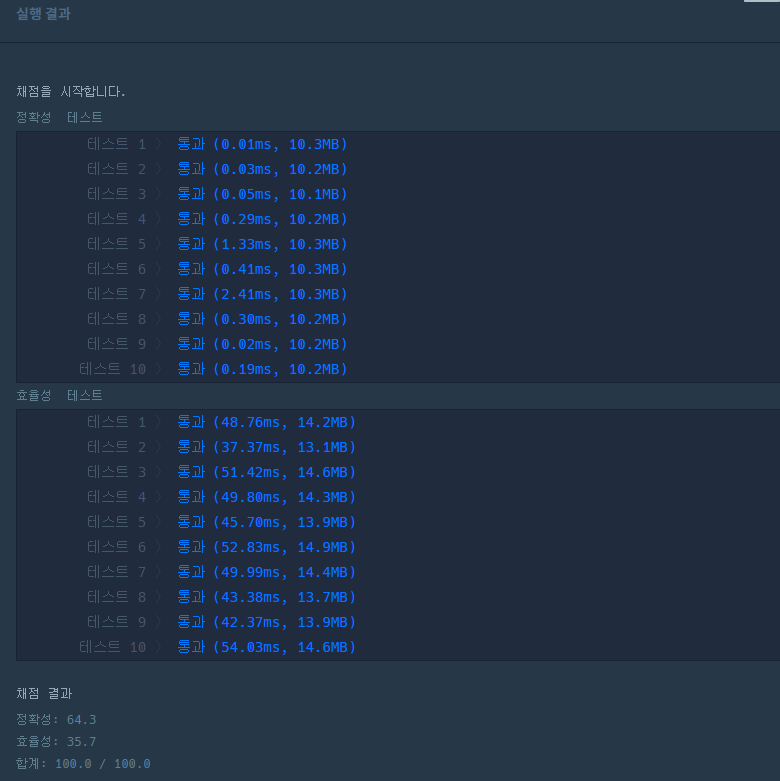 실행 결과
채점을 시작합니다.
정확성 테스트
테스트 1 〉 통과 (0.01ms, 10.3MB)
테스트 2 〉 통과 (0.03ms, 10.2MB)
테스트 3 〉 통과 (0.05ms, 10.1MB)
테스트 4 〉 통과 (0.29ms, 10.2MB)
테스트 5 〉 통과 (1.33ms, 10.3MB)
테스트 6 〉 통과 (0.41ms, 10.3MB)
테스트 7 〉 통과 (2.41ms, 10.3MB)
테스트 8 〉 통과 (0.30ms, 10.2MB)
테스트 9 〉 통과 (0.02ms, 10.2MB)
테스트 10 〉 통과 (0.19ms, 10.2MB)
효율성 테스트
테스트 1 〉 통과 (48.76ms, 14.2MB)
테스트 2 〉 통과 (37.37ms, 13.1MB)
테스트 3 〉 통과 (51.42ms, 14.6MB)
테스트 4 〉 통과 (49.80ms, 14.3MB)
테스트 5 〉 통과 (45.70ms, 13.9MB)
테스트 6 〉 통과 (52.83ms, 14.9MB)
테스트 7 〉 통과 (49.99ms, 14.4MB)
테스트 8 〉 통과 (43.38ms, 13.7MB)
테스트 9 〉 통과 (42.37ms, 13.9MB)
테스트 10 〉 통과 (54.03ms, 14.6MB)
채점 결과
정확성: 64.3
효율성: 35.7
합계: 100.0 / 100.0